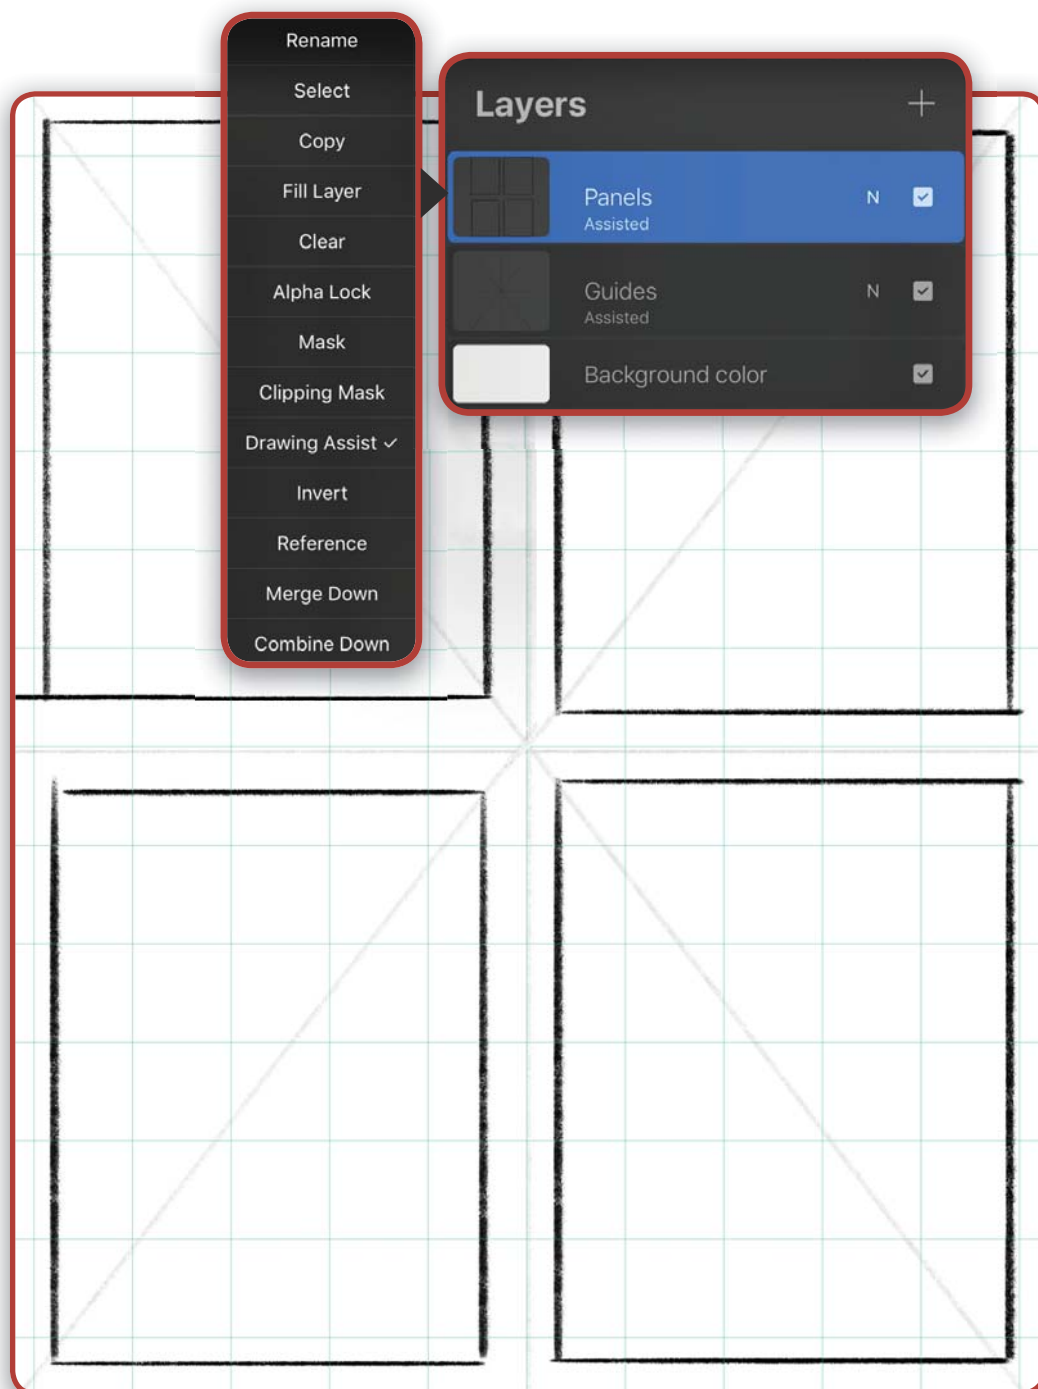 Rename
Select
Copy
Fill Layer
Clear
Alpha Lock
Mask
Clipping Mask
Drawing Assist ✓
Invert
Reference
Merge Down
Combine Down
Layers
Panels N
Assisted
Guides N
Assisted
Background color